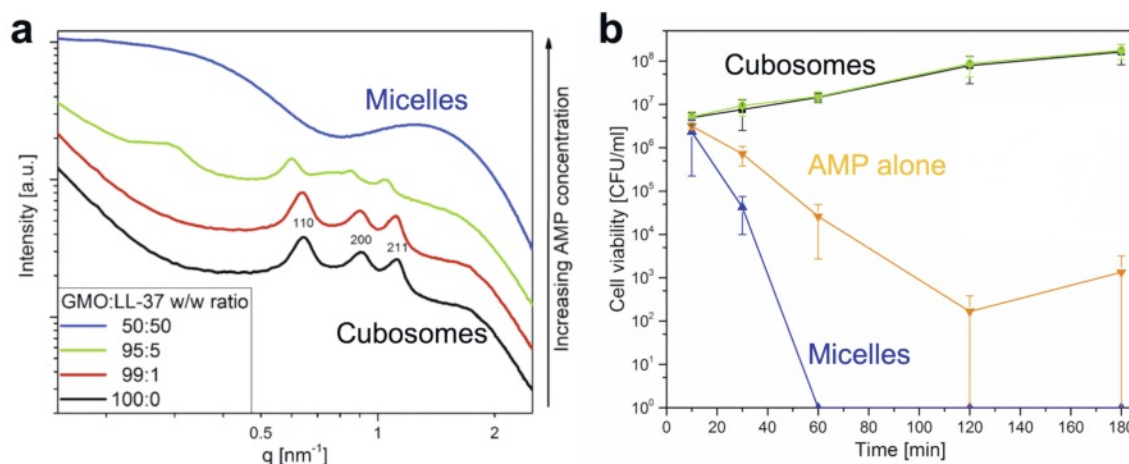 a
Intensity [a.u.]
Micelles
110
200
211
Cubosomes
GMO:LL-37 w/w ratio
50:50
95:5
99:1
100:0
0.5
1
2
q [nm⁻¹]
Increasing AMP concentration
b
Cell viability [CFU/ml]
10⁸
10⁷
10⁶
10⁵
10⁴
10³
10²
10¹
10⁰
Cubosomes
AMP alone
Micelles
0 20 40 60 80 100 120 140 160 180
Time [min]